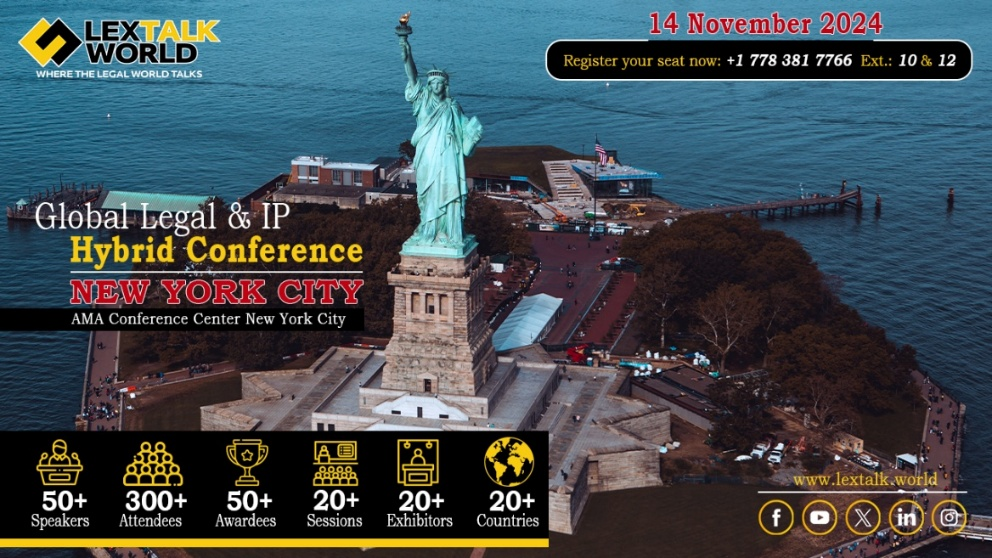 LEXTALK
WORLD
WHERE THE LEGAL WORLD TALKS
14 November 2024
Register your seat now: +1 778 381 7766 Ext.: 10 & 12
Global Legal & IP
Hybrid Conference
NEW YORK CITY
AMA Conference Center New York City
50+
Speakers
300+
Attendees
50+
Awardees
20+
Sessions
20+
Exhibitors
20+
Countries
www.lextalk.world